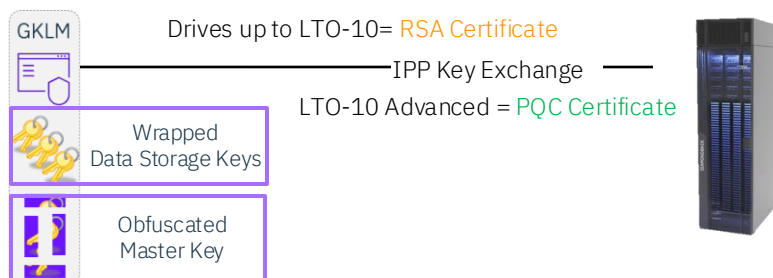 GKLM
Drives up to LTO-10= RSA Certificate
IPP Key Exchange
LTO-10 Advanced = PQC Certificate
Wrapped
Data Storage Keys
Obfuscated
Master Key